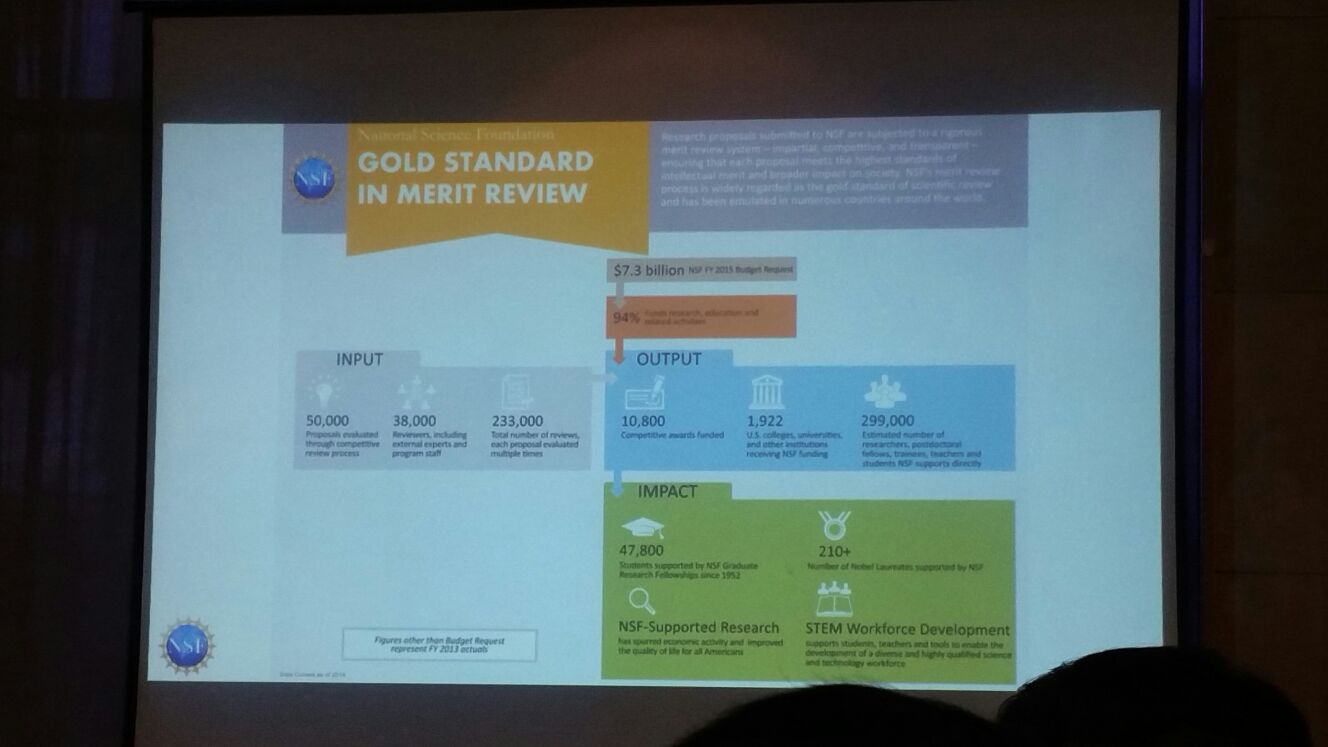 National Science Foundation
GOLD STANDARD
IN MERIT REVIEW
NSF
Research proposals submitted to NSF are subjected to a rigorous
merit review system – impartial, competitive, and transparent –
ensuring that each proposal meets the highest standards of
intellectual merit and broader impact on society. NSF's merit review
process is widely regarded as the gold standard of scientific review
and has been emulated in numerous countries around the world.
$7.3 billion NSF FY 2015 Budget Request
94% Funds research, education and
related activities
INPUT
50,000
Proposals evaluated
through competitive
review process
38,000
Reviewers, including
external experts and
program staff
233,000
Total number of reviews,
each proposal evaluated
multiple times
OUTPUT
10,800
Competitive awards funded
1,922
U.S. colleges, universities,
and other institutions
receiving NSF funding
299,000
Estimated number of
researchers, postdoctoral
fellows, trainees, teachers and
students NSF supports directly
IMPACT
47,800
Students supported by NSF Graduate
Research Fellowships since 1952
210+
Number of Nobel Laureates supported by NSF
NSF-Supported Research
has spurred economic activity and improved
the quality of life for all Americans
STEM Workforce Development
supports students, teachers and tools to enable the
development of a diverse and highly qualified science
and technology workforce
Figures other than Budget Request
represent FY 2013 actuals
NSF
as of 2014